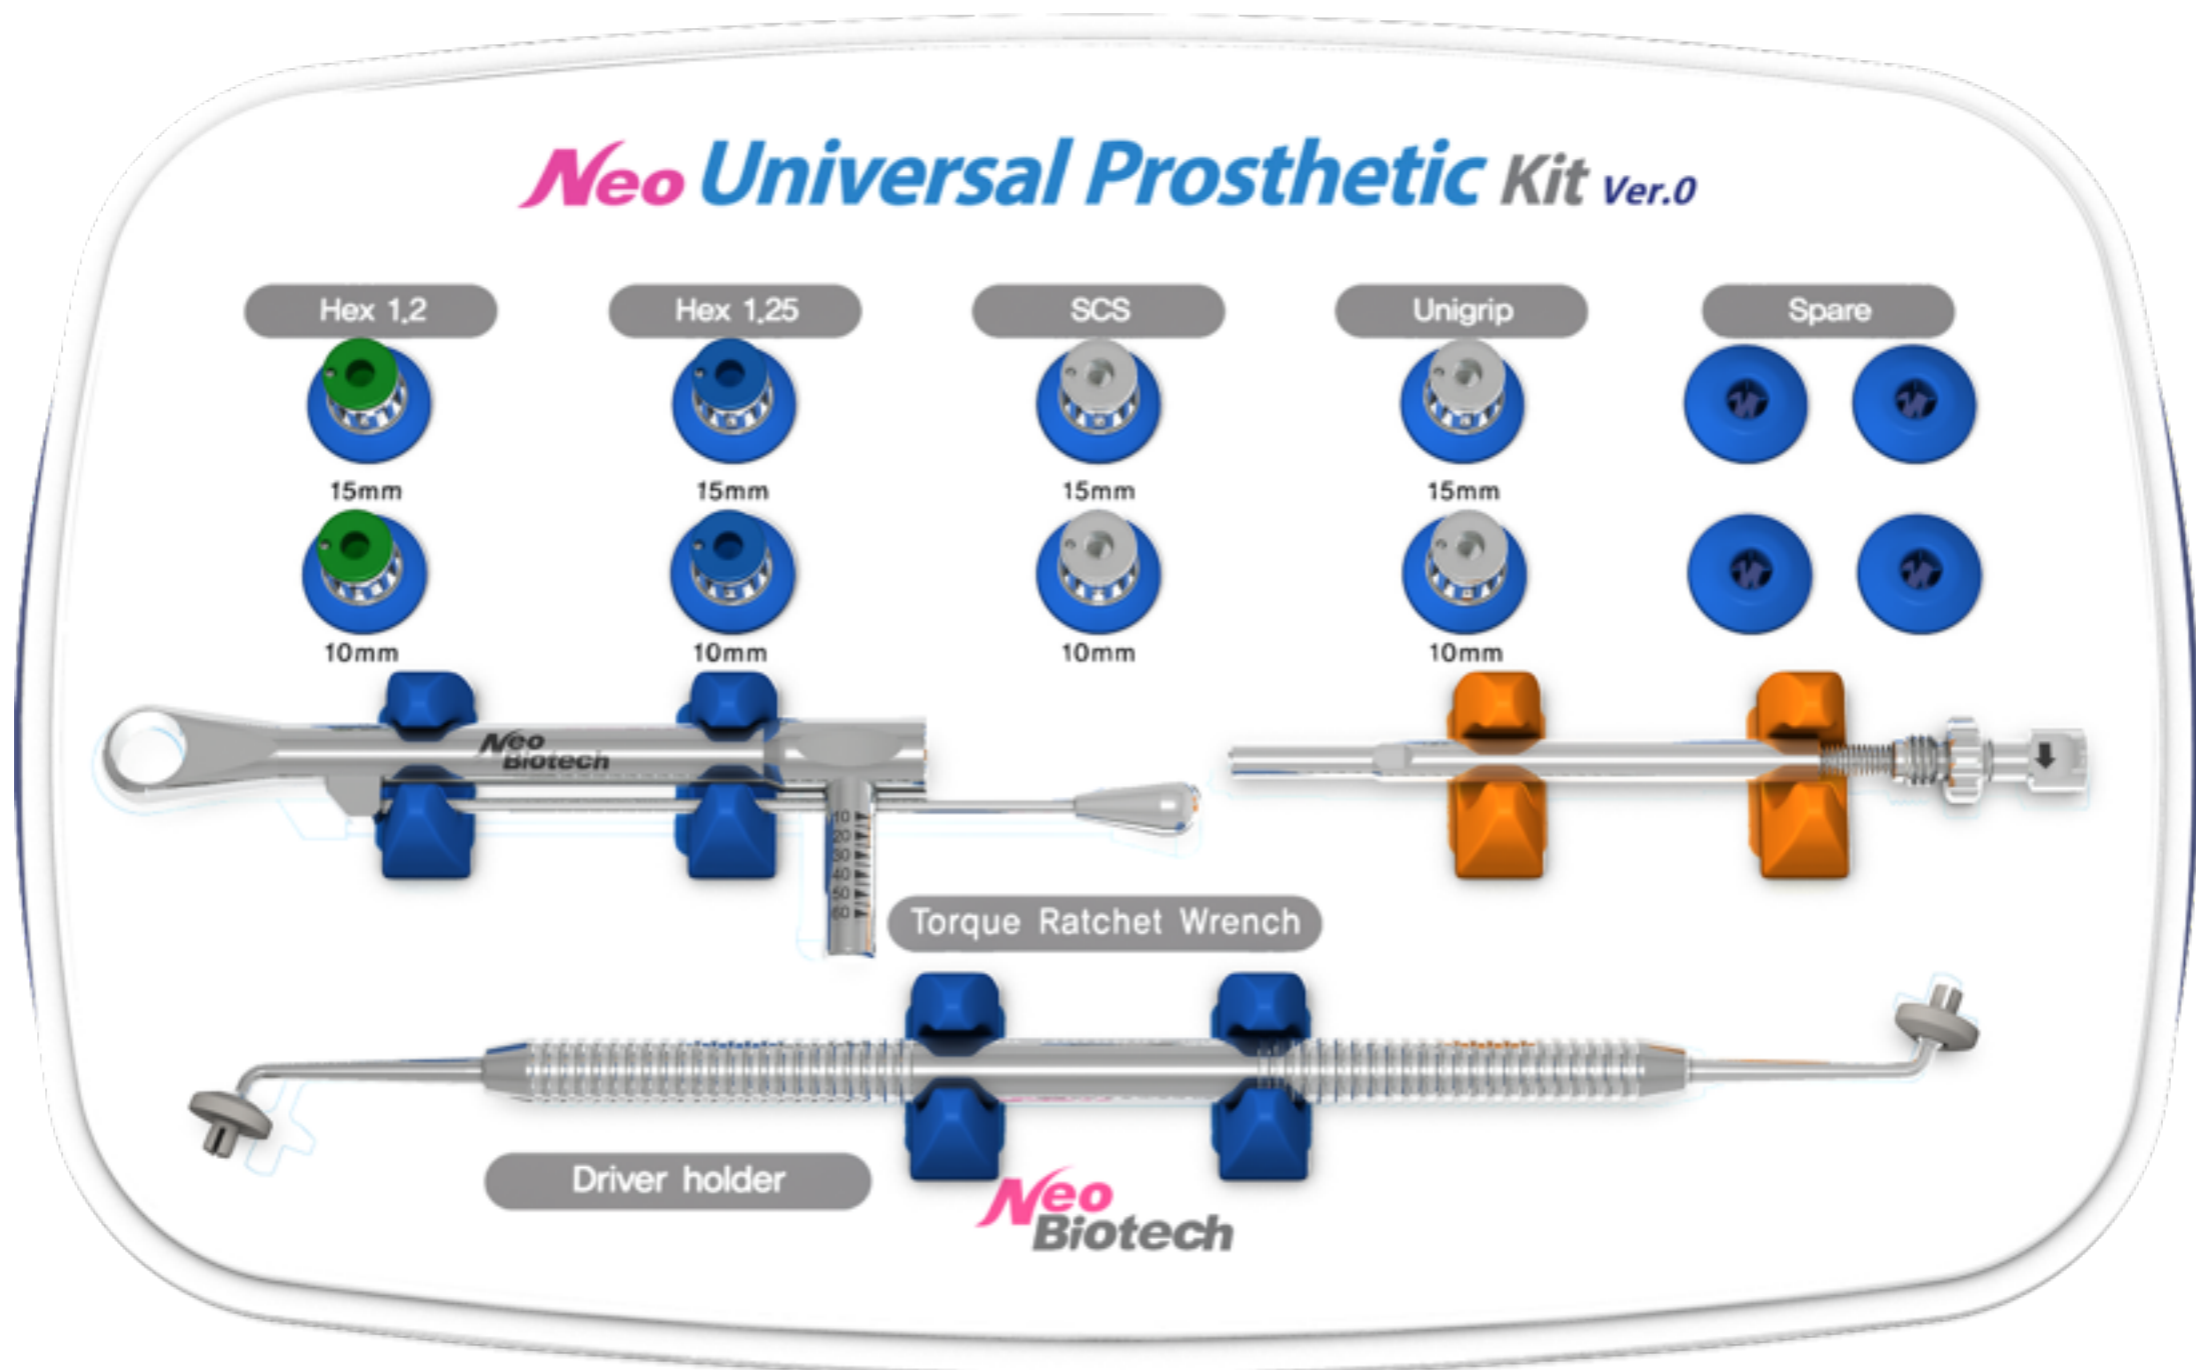 Neo Universal Prosthetic Kit Ver.0
Hex 1.2 Hex 1.25 SCS Unigrip Spare
15mm 15mm 15mm 15mm
10mm 10mm 10mm 10mm
Neo
Biotech
10
20
30
40
50
60
Torque Ratchet Wrench
Driver holder
Neo
Biotech